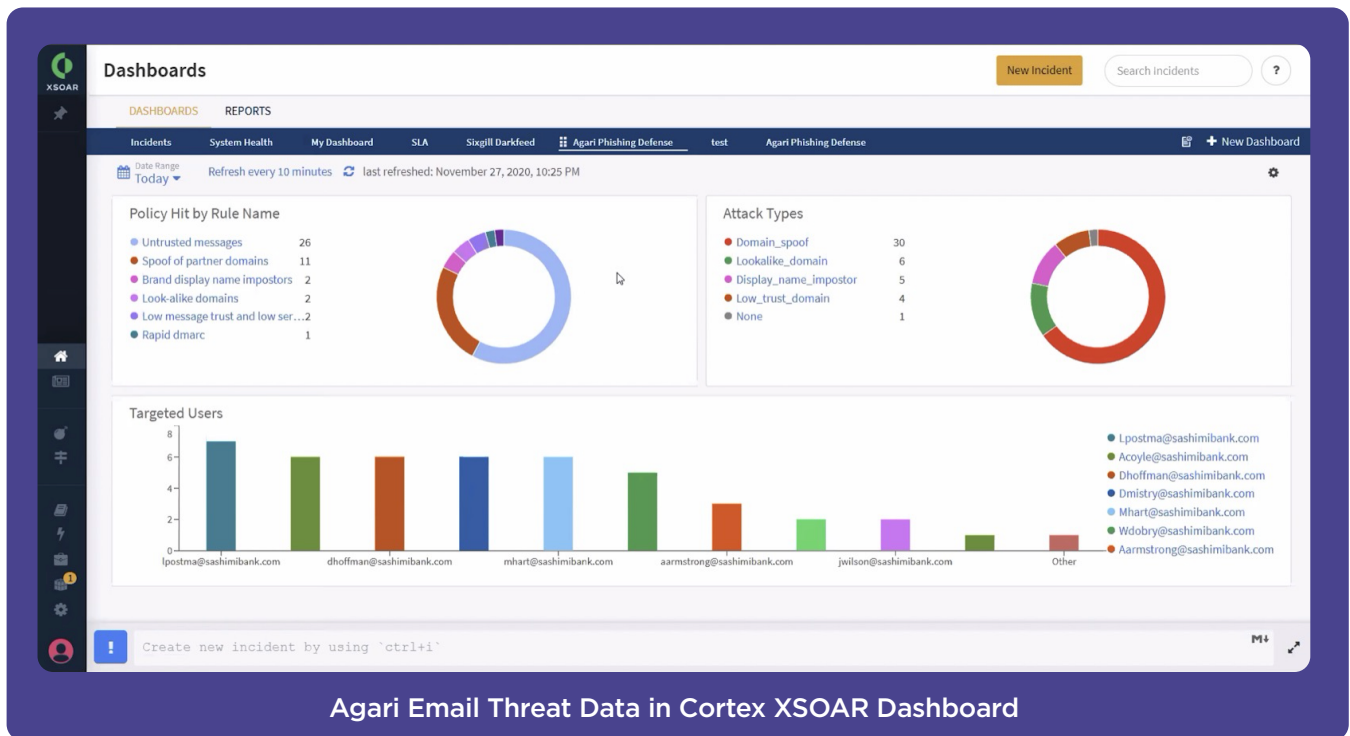 XSOAR
Dashboards
New Incident
Search Incidents
?
DASHBOARDS REPORTS
Incidents System Health My Dashboard SLA Sixgill Darkfeed Agari Phishing Defense test Agari Phishing Defense + New Dashboard
Date Range
Today
Refresh every 10 minutes last refreshed: November 27, 2020, 10:25 PM
Policy Hit by Rule Name
Untrusted messages 26
Spoof of partner domains 11
Brand display name impostors 2
Look-alike domains 2
Low message trust and low ser...2
Rapid dmarc 1
Attack Types
Domain_spoof 30
Lookalike_domain 6
Display_name_impostor 5
Low_trust_domain 4
None 1
Targeted Users
8
6
4
2
0
lpostma@sashimibank.com dhoffman@sashimibank.com mhart@sashimibank.com aarmstrong@sashimibank.com jwilson@sashimibank.com Other
Lpostma@sashimibank.com
Acoyle@sashimibank.com
Dhoffman@sashimibank.com
Dmistry@sashimibank.com
Mhart@sashimibank.com
Wdobry@sashimibank.com
Aarmstrong@sashimibank.com
1
! Create new incident by using `ctrl+i` M↓
Agari Email Threat Data in Cortex XSOAR Dashboard